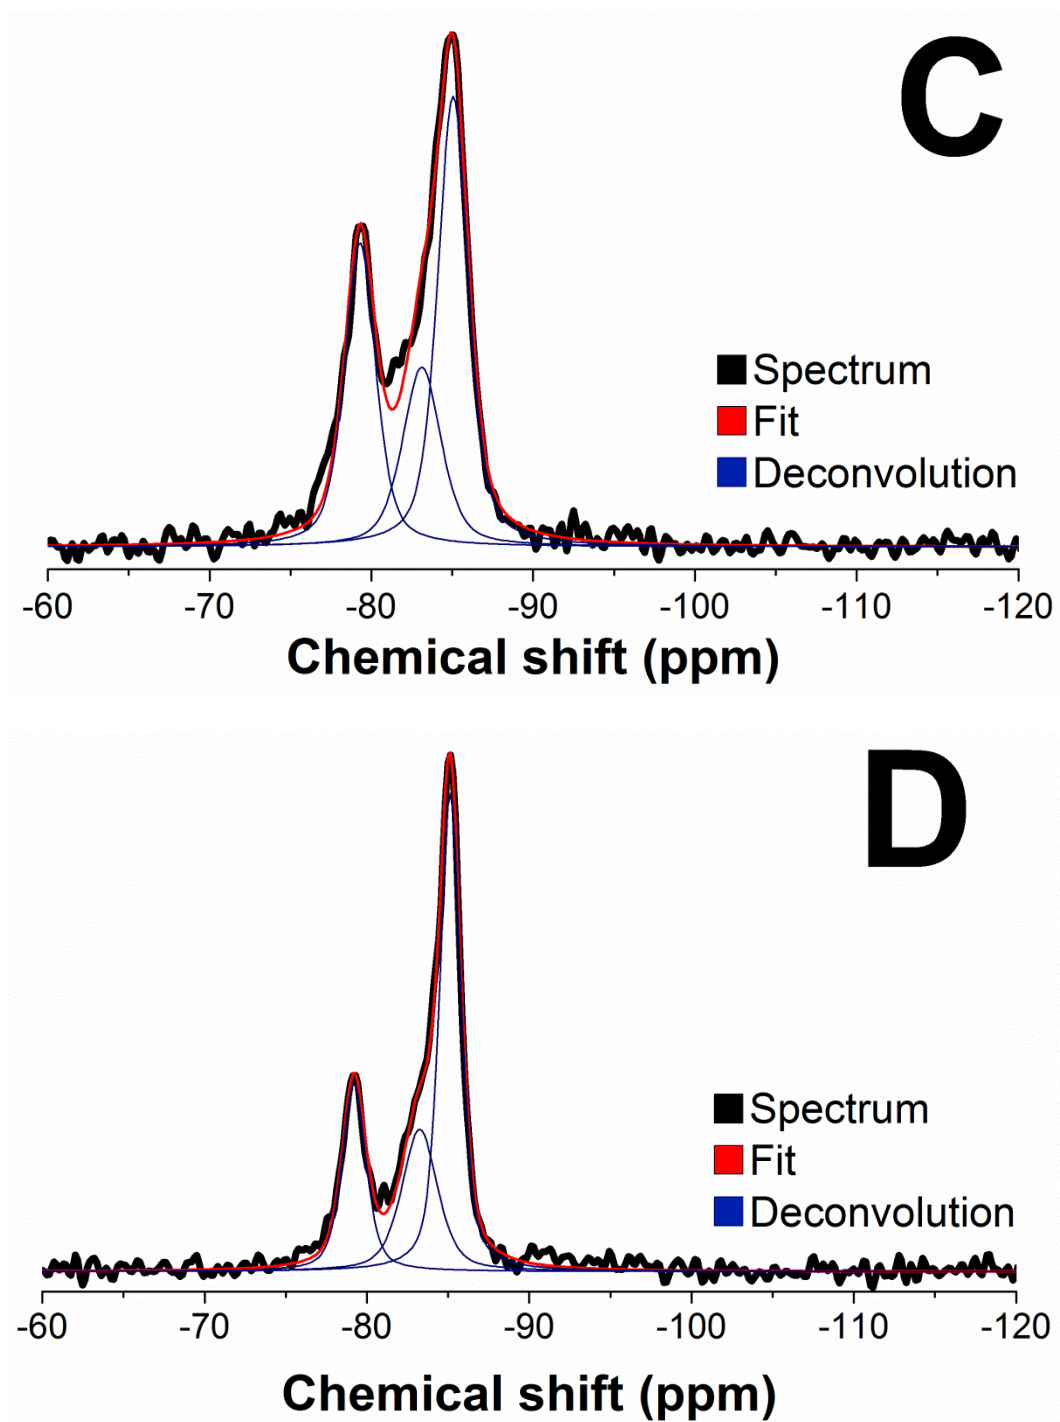 C
Spectrum
Fit
Deconvolution
-60 -70 -80 -90 -100 -110 -120
Chemical shift (ppm)
D
Spectrum
Fit
Deconvolution
-60 -70 -80 -90 -100 -110 -120
Chemical shift (ppm)